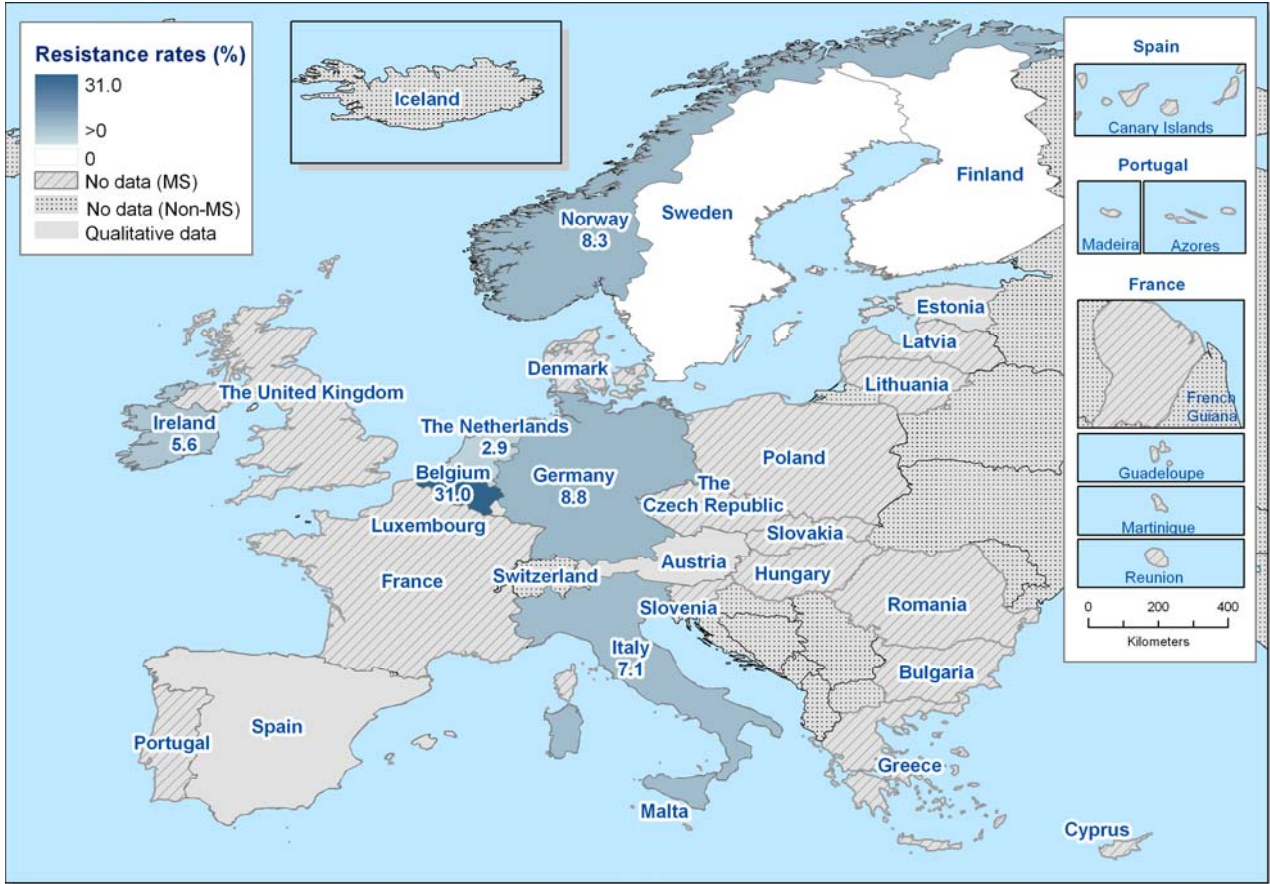 Resistance rates (%)
31.0
>0
0
No data (MS)
No data (Non-MS)
Qualitative data
Iceland
Norway
8.3
Sweden
Finland
Estonia
Latvia
Lithuania
Denmark
The United Kingdom
Ireland
5.6
The Netherlands
2.9
Belgium
31.0
Germany
8.8
Poland
The
Czech Republic
Luxembourg
Slovakia
Austria
France
Switzerland
Hungary
Slovenia
Romania
Italy
7.1
Bulgaria
Spain
Portugal
Greece
Malta
Cyprus
Spain
Canary Islands
Portugal
Madeira
Azores
France
French
Guiana
Guadeloupe
Martinique
Reunion
0 200 400
Kilometers